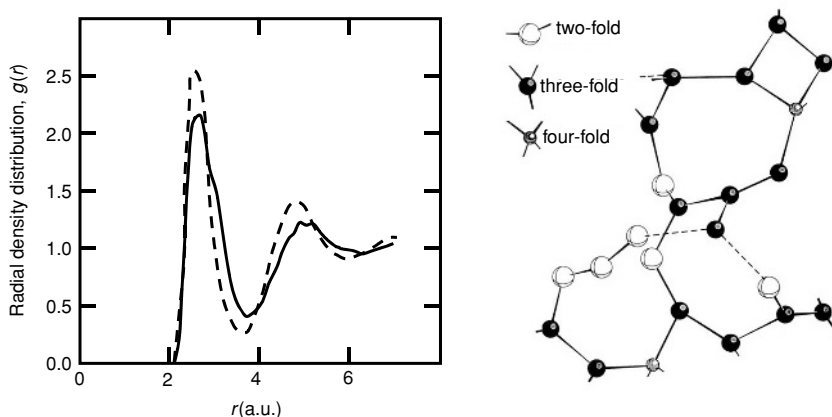 Radial density distribution, g(r)
2.5
2.0
1.5
1.0
0.5
0.0
0
2
4
6
r(a.u.)
two-fold
three-fold
four-fold